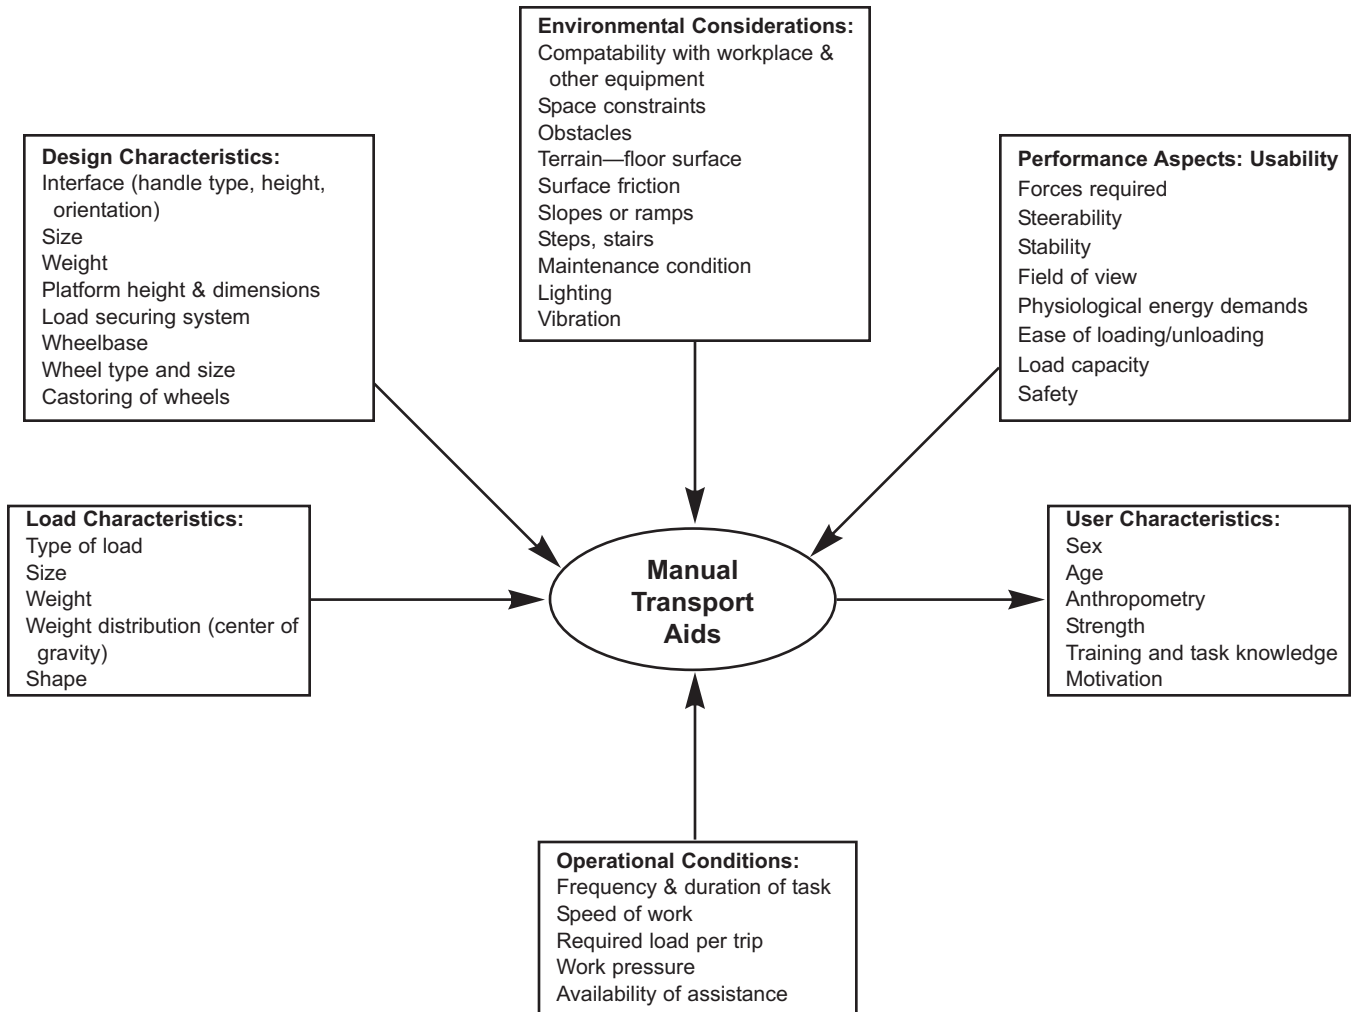 Environmental Considerations:
Compatability with workplace &
other equipment
Space constraints
Obstacles
Terrain—floor surface
Surface friction
Slopes or ramps
Steps, stairs
Maintenance condition
Lighting
Vibration
Design Characteristics:
Interface (handle type, height,
orientation)
Size
Weight
Platform height & dimensions
Load securing system
Wheelbase
Wheel type and size
Castoring of wheels
Performance Aspects: Usability
Forces required
Steerability
Stability
Field of view
Physiological energy demands
Ease of loading/unloading
Load capacity
Safety
Load Characteristics:
Type of load
Size
Weight
Weight distribution (center of
gravity)
Shape
Manual
Transport
Aids
User Characteristics:
Sex
Age
Anthropometry
Strength
Training and task knowledge
Motivation
Operational Conditions:
Frequency & duration of task
Speed of work
Required load per trip
Work pressure
Availability of assistance